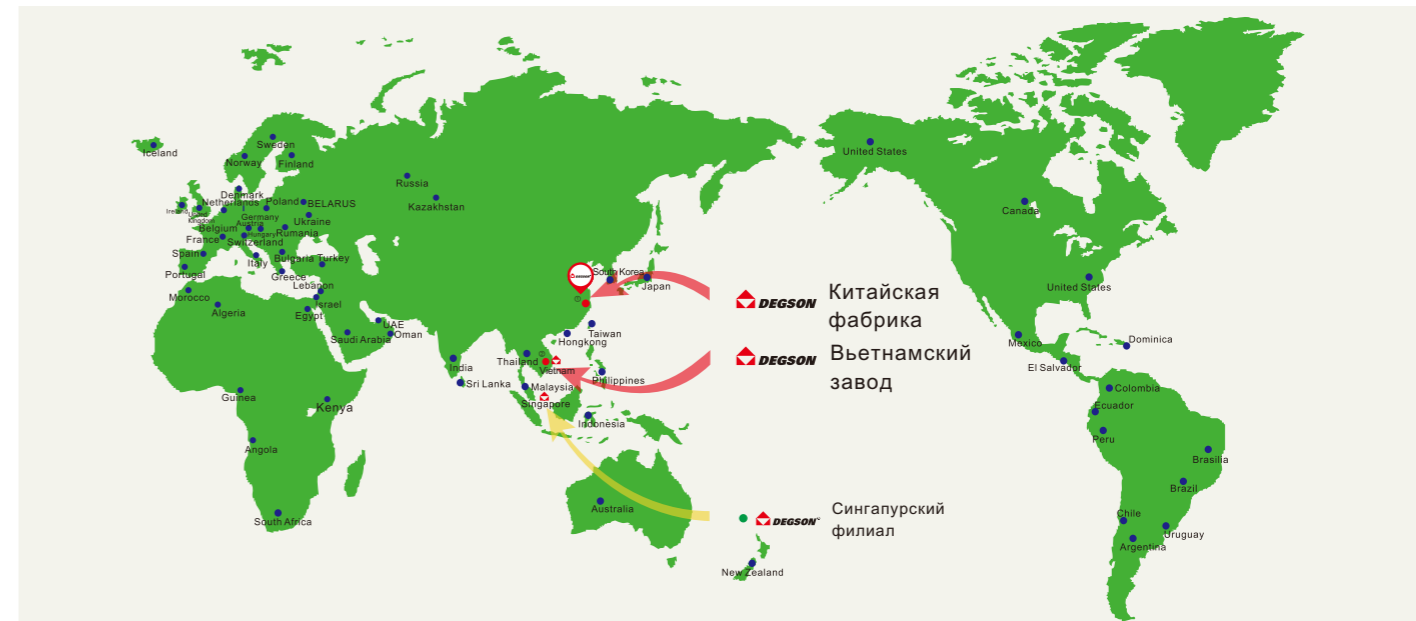 Iceland
Sweden
Norway
Finland
Denmark
Netherlands
Poland
BELARUS
Ireland
United
Kingdom
Germany
Ukraine
Austria
Belgium
Hungary
Rumania
France
Switzerland
Spain
Italy
Bulgaria
Turkey
Portugal
Greece
Lebanon
Morocco
Israel
Algeria
Egypt
UAE
Oman
Saudi Arabia
Guinea
Kenya
Angola
South Africa
Russia
Kazakhstan
South Korea
Japan
Taiwan
Hongkong
India
Thailand
Vietnam
Philippines
Sri Lanka
Malaysia
Singapore
Indonesia
Australia
New Zealand
DEGSON
Китайская
фабрика
DEGSON
Вьетнамский
завод
DEGSON
Сингапурский
филиал
United States
Canada
United States
Mexico
Dominica
El Salvador
Colombia
Ecuador
Peru
Brasilia
Brazil
Chile
Uruguay
Argentina